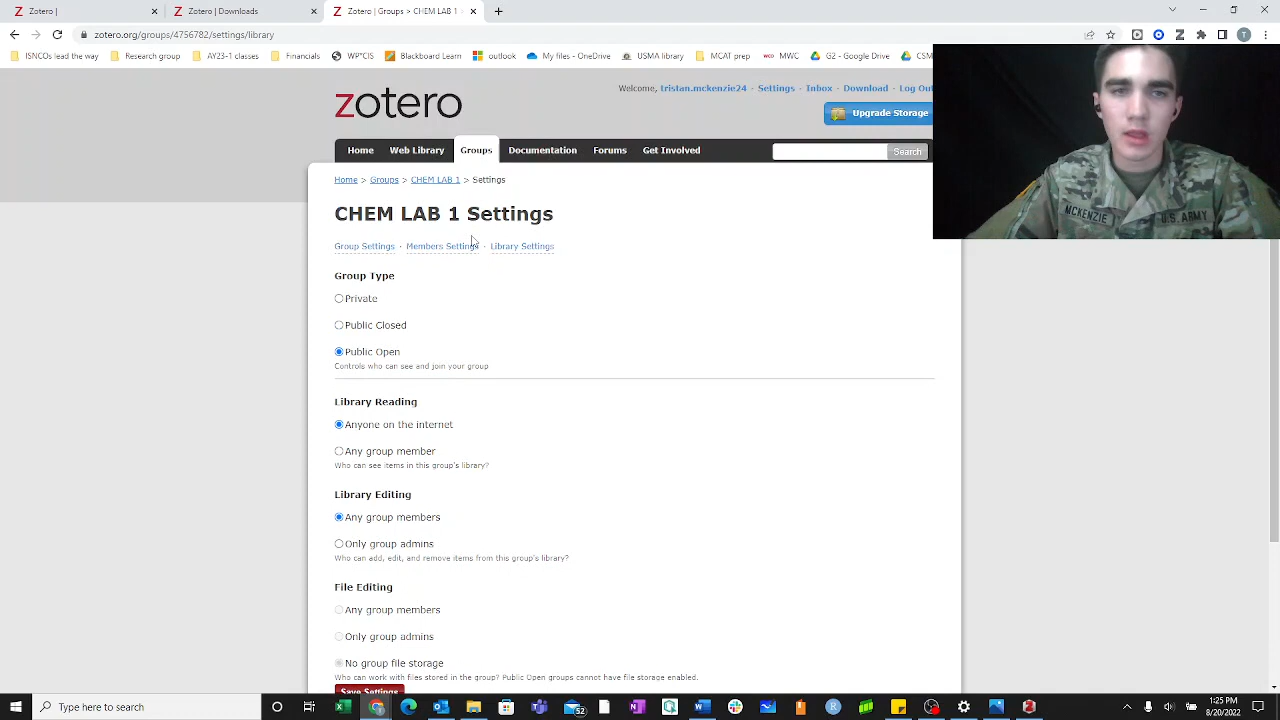 Zotero |
Zotero | Downloads
Zotero | Groups > CHEM LAB 1 >
zotero.org/groups/4756782/settings/library
T
ISNCOs need to know
Research group
AY23-1 classes
Financials
WP*CIS
Blackboard Learn
outlook
My files - OneDrive
USMA library
MCAT prep
MWC
G2 - Google Drive
CSM
zotero
Welcome, tristan.mckenzie24 · Settings · Inbox · Download · Log Out
Upgrade Storage
Home
Web Library
Groups
Documentation
Forums
Get Involved
Search
Home > Groups > CHEM LAB 1 > Settings
CHEM LAB 1 Settings
Group Settings · Members Settings · Library Settings
Group Type
Private
Public Closed
Public Open
Controls who can see and join your group
Library Reading
Anyone on the internet
Any group member
Who can see items in this group's library?
Library Editing
Any group members
Only group admins
Who can add, edit, and remove items from this group's library?
File Editing
Any group members
Only group admins
No group file storage
Who can work with files stored in the group? Public Open groups cannot have file storage enabled.
Save Settings
MCKENZIE
U.S. ARMY
Type here to search
52
1:25 PM
8/20/2022